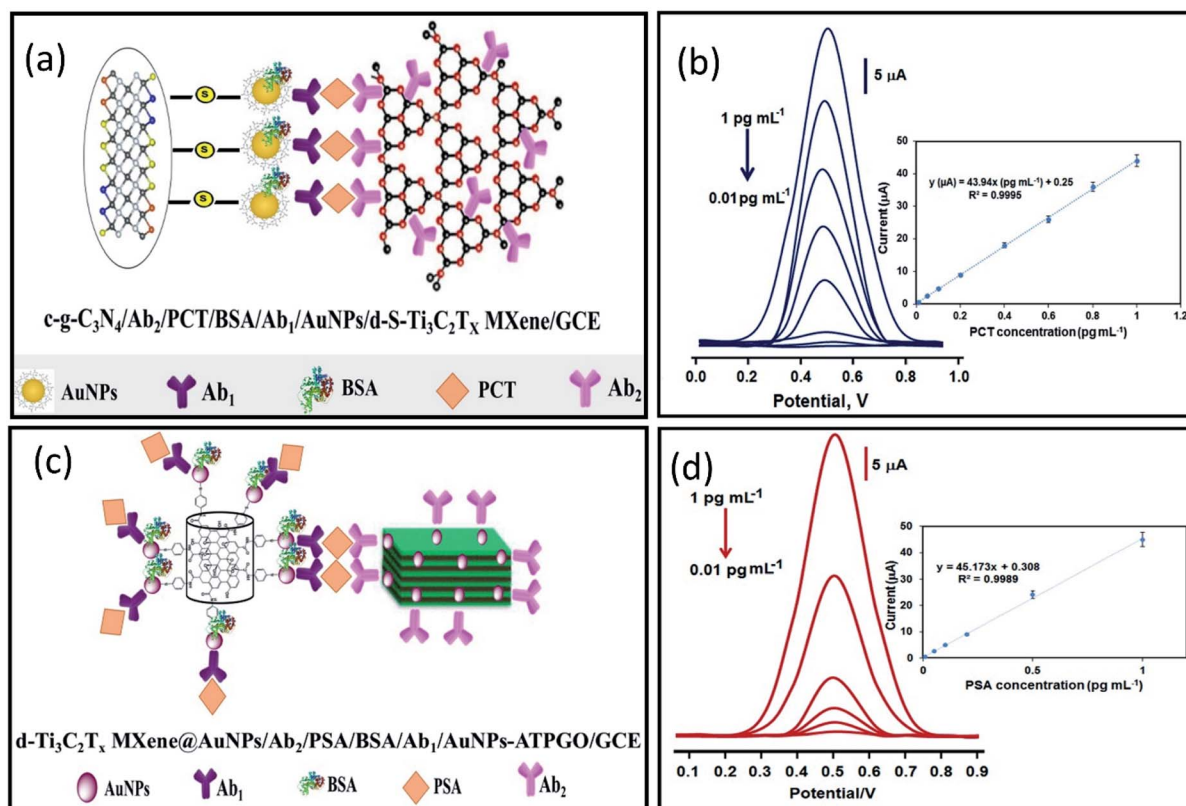 (a)
S
S
S
c-g-C₃N₄/Ab₂/PCT/BSA/Ab₁/AuNPs/d-S-Ti₃C₂Tₓ MXene/GCE
AuNPs
Ab₁
BSA
PCT
Ab₂
(b)
5 µA
1 pg mL⁻¹
0.01 pg mL⁻¹
50
40
30
20
10
0
Current (µA)
y (µA) = 43.94x (pg mL⁻¹) + 0.25
R² = 0.9995
0 0.2 0.4 0.6 0.8 1 1.2
PCT concentration (pg mL⁻¹)
0.0 0.2 0.4 0.6 0.8 1.0
Potential, V
(c)
d-Ti₃C₂Tₓ MXene@AuNPs/Ab₂/PSA/BSA/Ab₁/AuNPs-ATPGO/GCE
AuNPs
Ab₁
BSA
PSA
Ab₂
(d)
5 µA
1 pg mL⁻¹
0.01 pg mL⁻¹
50
40
30
20
10
0
Current (µA)
y = 45.173x + 0.308
R² = 0.9989
0 0.5 1
PSA concentration (pg mL⁻¹)
0.1 0.2 0.3 0.4 0.5 0.6 0.7 0.8 0.9
Potential/V